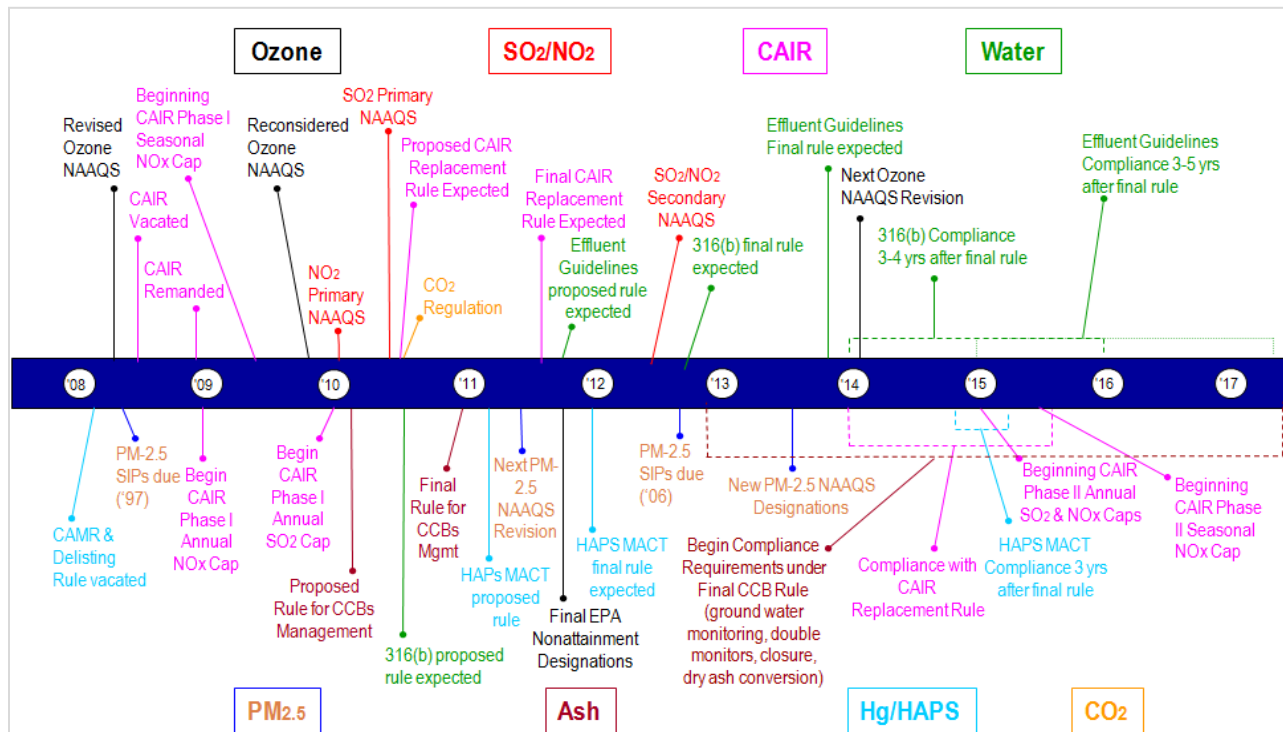 Ozone
SO2/NO2
CAIR
Water
Beginning
CAIR Phase I
Seasonal
NOx Cap
SO2 Primary
NAAQS
Revised
Ozone
NAAQS
Reconsidered
Ozone
NAAQS
Proposed CAIR
Replacement
Rule Expected
Effluent Guidelines
Final rule expected
Effluent Guidelines
Compliance 3-5 yrs
after final rule
CAIR
Vacated
Final CAIR
Replacement
Rule Expected
SO2/NO2
Secondary
NAAQS
Next Ozone
NAAQS Revision
CAIR
Remanded
NO2
Primary
NAAQS
CO2
Regulation
Effluent
Guidelines
proposed rule
expected
316(b) final rule
expected
316(b) Compliance
3-4 yrs after final rule
'08
'09
'10
'11
'12
'13
'14
'15
'16
'17
PM-2.5
SIPs due
('97)
Begin
CAIR
Phase I
Annual
NOx Cap
Begin
CAIR
Phase I
Annual
SO2 Cap
Final
Rule for
CCBs
Mgmt
Next PM-
2.5
NAAQS
Revision
PM-2.5
SIPs due
('06)
New PM-2.5 NAAQS
Designations
Beginning CAIR
Phase II Annual
SO2 & NOx Caps
Beginning
CAIR Phase
II Seasonal
NOx Cap
CAMR &
Delisting
Rule vacated
Proposed
Rule for CCBs
Management
HAPs MACT
proposed
rule
HAPS MACT
final rule
expected
Begin Compliance
Requirements under
Final CCB Rule
(ground water
monitoring, double
monitors, closure,
dry ash conversion)
Compliance with
CAIR
Replacement Rule
HAPS MACT
Compliance 3 yrs
after final rule
316(b) proposed
rule expected
Final EPA
Nonattainment
Designations
PM2.5
Ash
Hg/HAPS
CO2